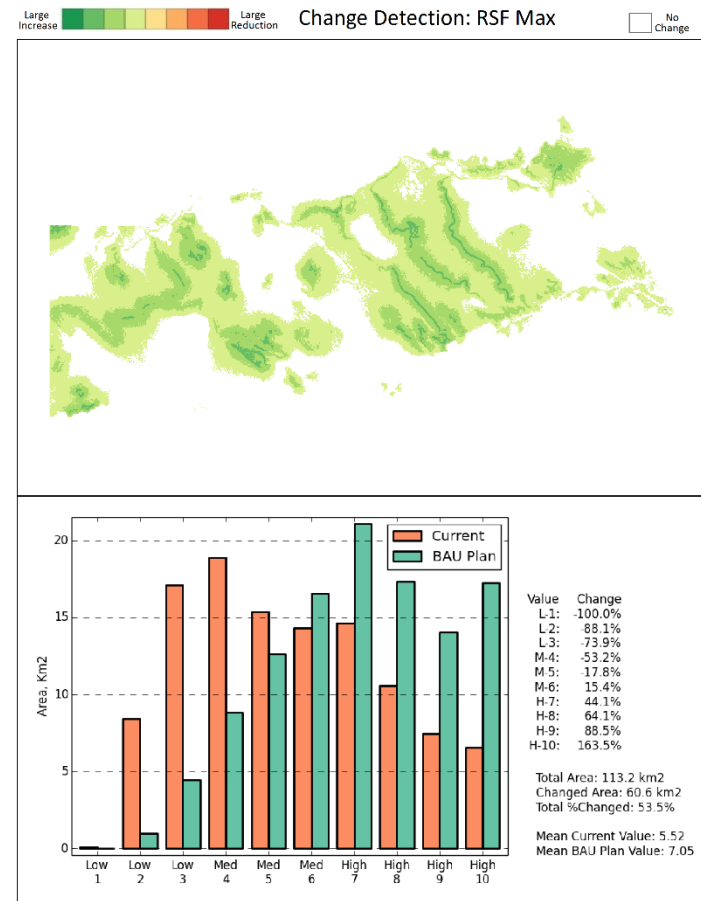 Large Increase
Large Reduction
Change Detection: RSF Max
No Change
Area, Km2
20
15
10
5
0
Current
BAU Plan
Low 1
Low 2
Low 3
Med 4
Med 5
Med 6
High 7
High 8
High 9
High 10
Value Change
L-1: -100.0%
L-2: -88.1%
L-3: -73.9%
M-4: -53.2%
M-5: -17.8%
M-6: 15.4%
H-7: 44.1%
H-8: 64.1%
H-9: 88.5%
H-10: 163.5%
Total Area: 113.2 km2
Changed Area: 60.6 km2
Total %Changed: 53.5%
Mean Current Value: 5.52
Mean BAU Plan Value: 7.05